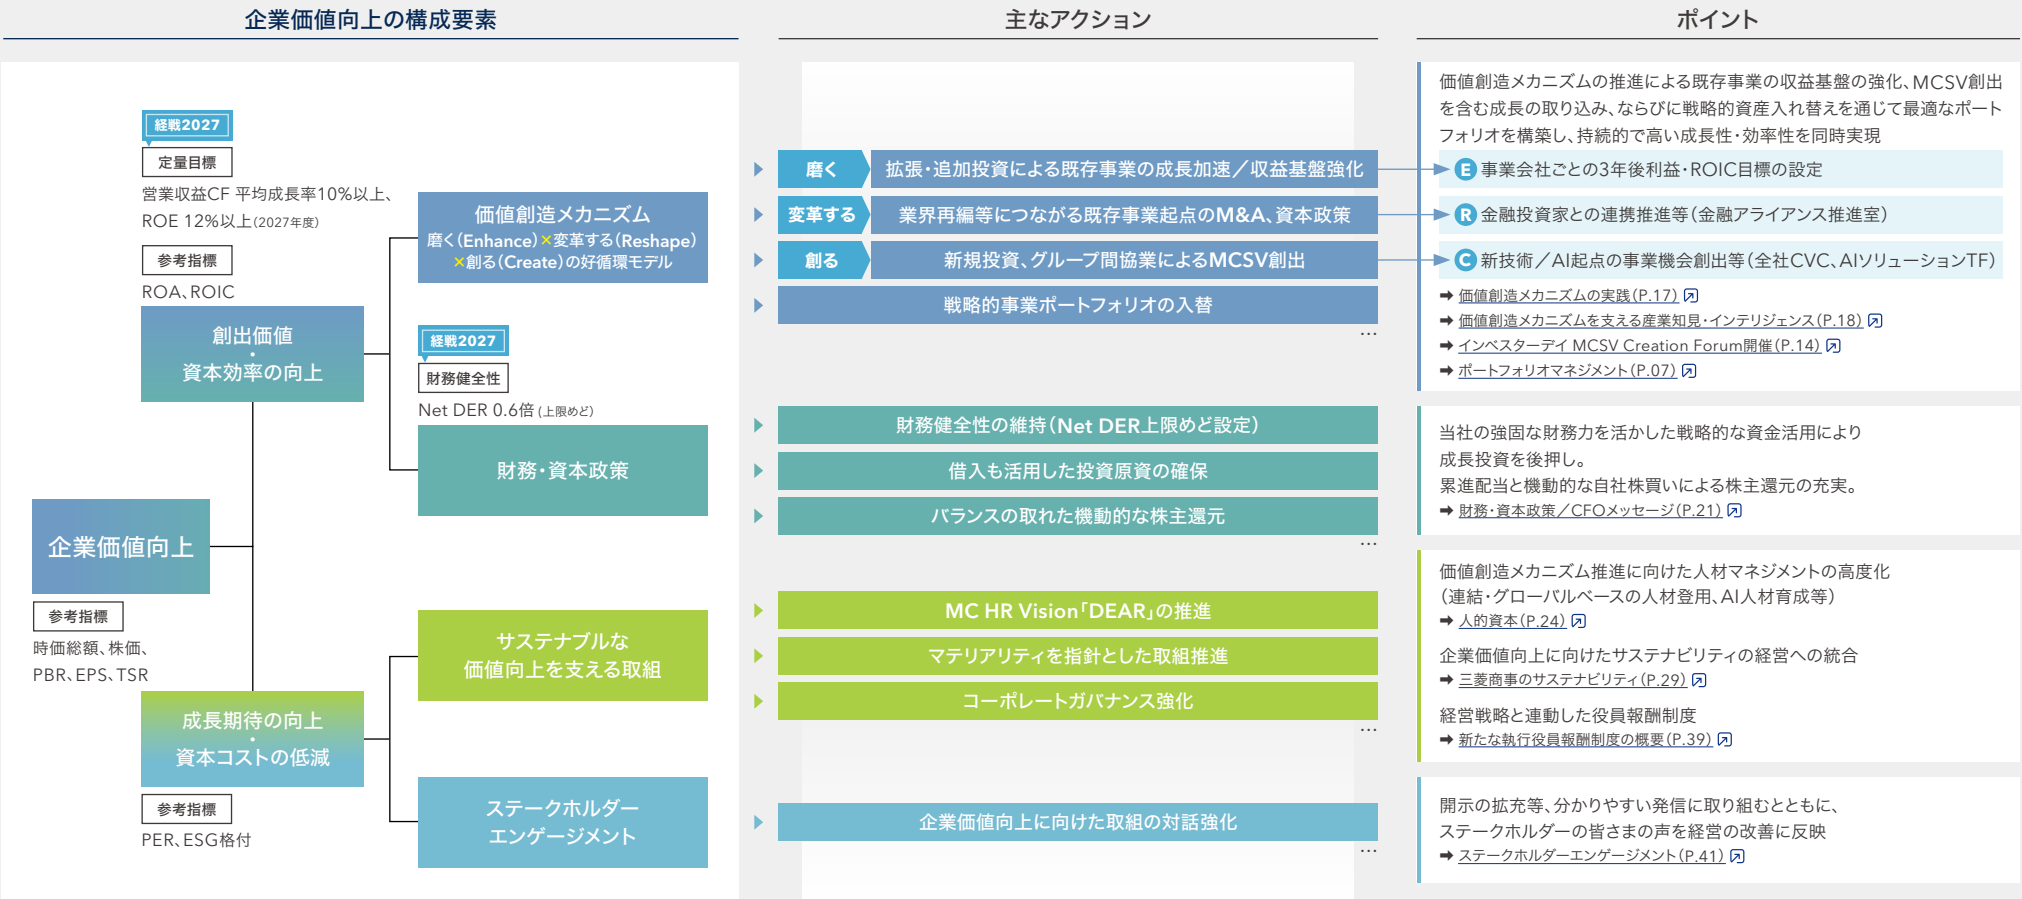 企業価値向上の構成要素
主なアクション
ポイント
経戦2027
定量目標
営業収益CF 平均成長率10%以上、
ROE 12%以上(2027年度)
参考指標
ROA、ROIC
創出価値
・
資本効率の向上
価値創造メカニズム
磨く(Enhance)×変革する(Reshape)
×創る(Create)の好循環モデル
経戦2027
財務健全性
Net DER 0.6倍 (上限めど)
財務・資本政策
企業価値向上
参考指標
時価総額、株価、
PBR、EPS、TSR
成長期待の向上
・
資本コストの低減
参考指標
PER、ESG格付
サステナブルな
価値向上を支える取組
ステークホルダー
エンゲージメント
磨く 拡張・追加投資による既存事業の成長加速/収益基盤強化
変革する 業界再編等につながる既存事業起点のM&A、資本政策
創る 新規投資、グループ間協業によるMCSV創出
戦略的事業ポートフォリオの入替
…
財務健全性の維持(Net DER上限めど設定)
借入も活用した投資原資の確保
バランスの取れた機動的な株主還元
…
MC HR Vision「DEAR」の推進
マテリアリティを指針とした取組推進
コーポレートガバナンス強化
…
企業価値向上に向けた取組の対話強化
…
価値創造メカニズムの推進による既存事業の収益基盤の強化、MCSV創出
を含む成長の取り込み、ならびに戦略的資産入れ替えを通じて最適なポート
フォリオを構築し、持続的で高い成長性・効率性を同時実現
E 事業会社ごとの3年後利益・ROIC目標の設定
R 金融投資家との連携推進等(金融アライアンス推進室)
C 新技術/AI起点の事業機会創出等(全社CVC、AIソリューションTF)
➡ 価値創造メカニズムの実践(P.17)
➡ 価値創造メカニズムを支える産業知見・インテリジェンス(P.18)
➡ インベスターデイ MCSV Creation Forum開催(P.14)
➡ ポートフォリオマネジメント(P.07)
当社の強固な財務力を活かした戦略的な資金活用により
成長投資を後押し。
累進配当と機動的な自社株買いによる株主還元の充実。
➡ 財務・資本政策/CFOメッセージ(P.21)
価値創造メカニズム推進に向けた人材マネジメントの高度化
(連結・グローバルベースの人材登用、AI人材育成等)
➡ 人的資本(P.24)
企業価値向上に向けたサステナビリティの経営への統合
➡ 三菱商事のサステナビリティ(P.29)
経営戦略と連動した役員報酬制度
➡ 新たな執行役員報酬制度の概要(P.39)
開示の拡充等、分かりやすい発信に取り組むとともに、
ステークホルダーの皆さまの声を経営の改善に反映
➡ ステークホルダーエンゲージメント(P.41)